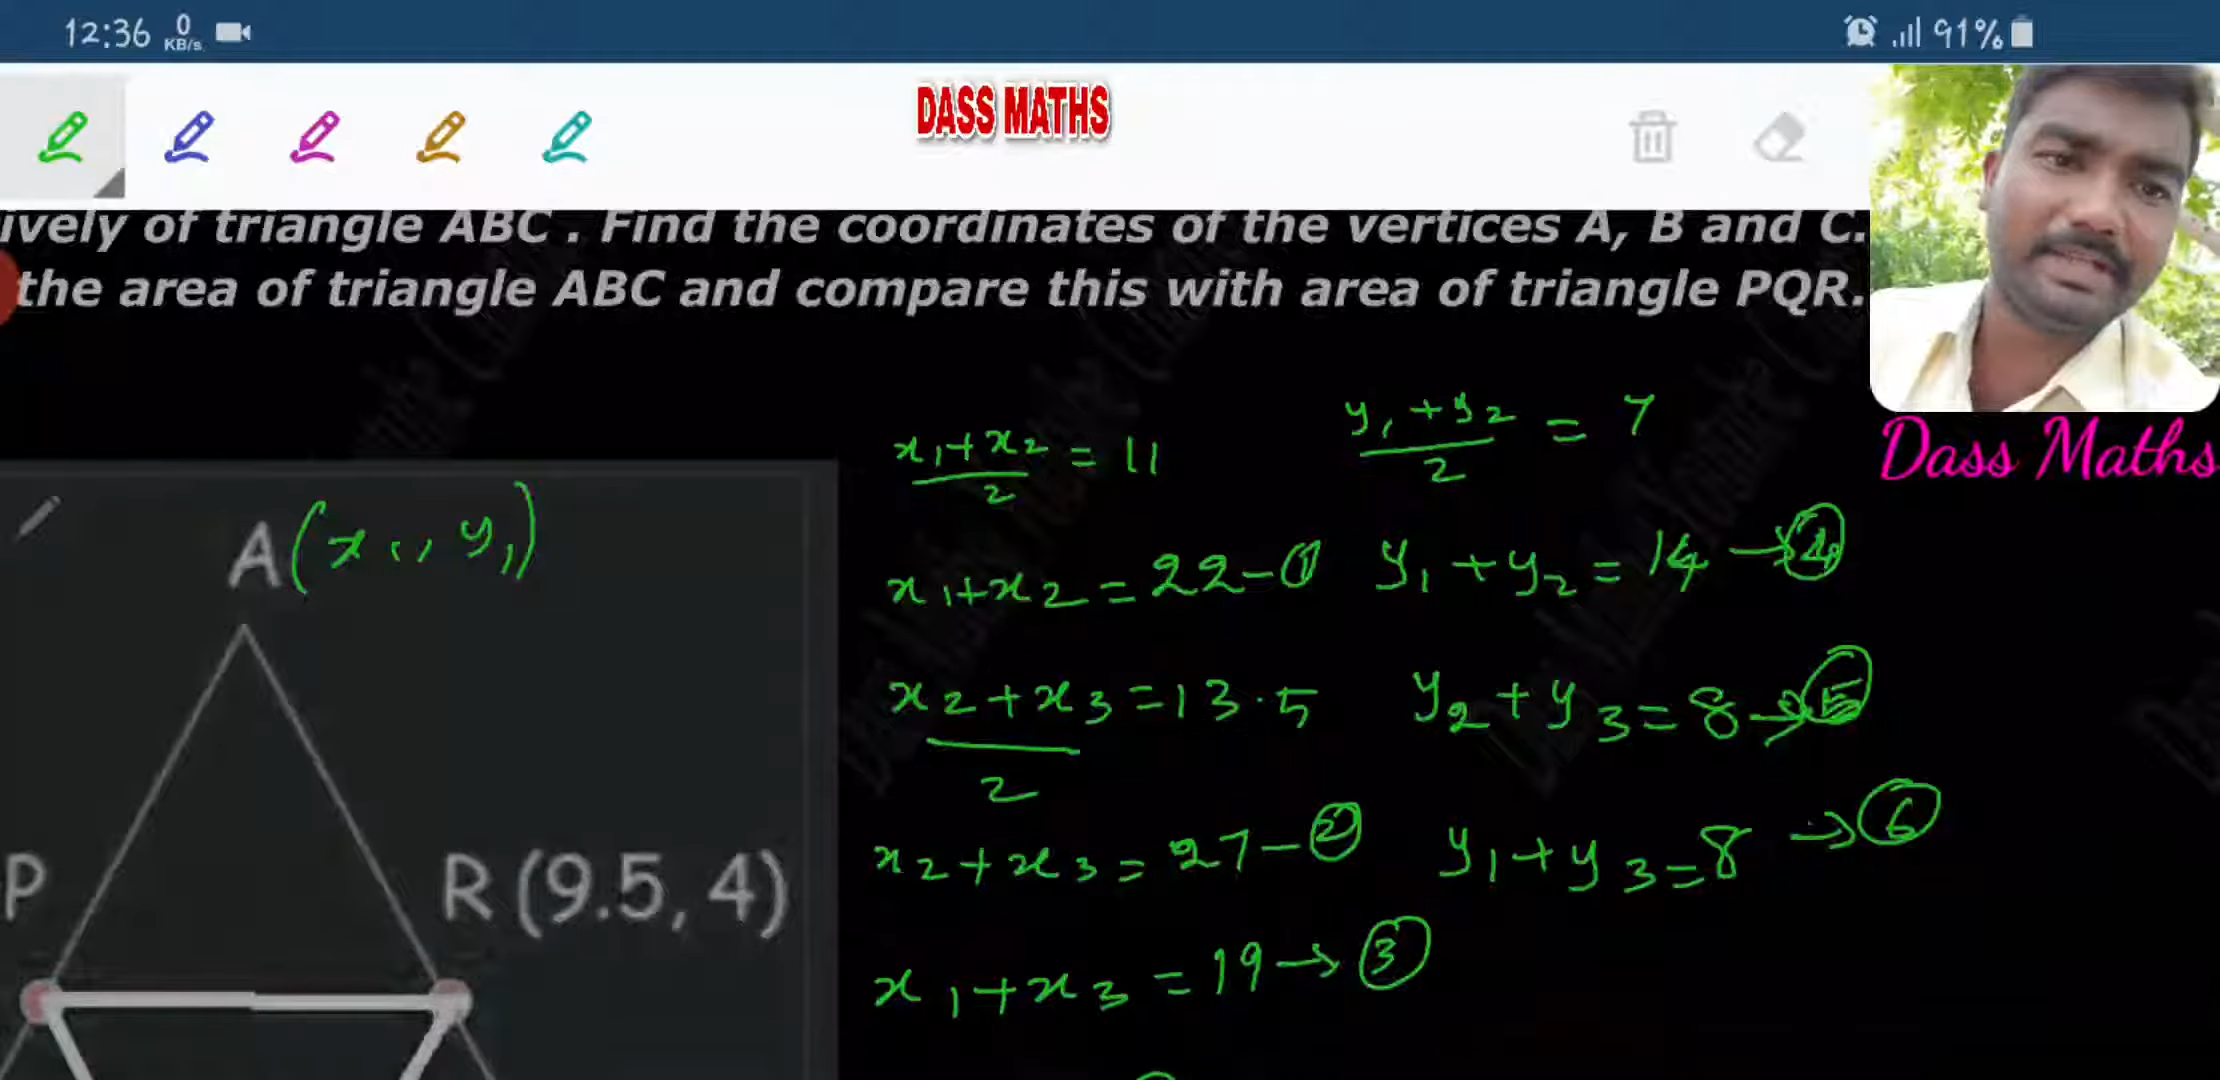 12:36 0 KB/s 91%
DASS MATHS
ively of triangle ABC . Find the coordinates of the vertices A, B and C.
the area of triangle ABC and compare this with area of triangle PQR.
Dass Maths
x₁+x₂/2 = 11
y₁+y₂/2 = 7
A(x₁, y₁)
x₁+x₂=22-①
y₁+y₂=14→④
x₂+x₃/2=13.5
y₂+y₃=8→⑤
x₂+x₃=27-②
y₁+y₃=8→⑥
P
R (9.5, 4)
x₁+x₃=19→③